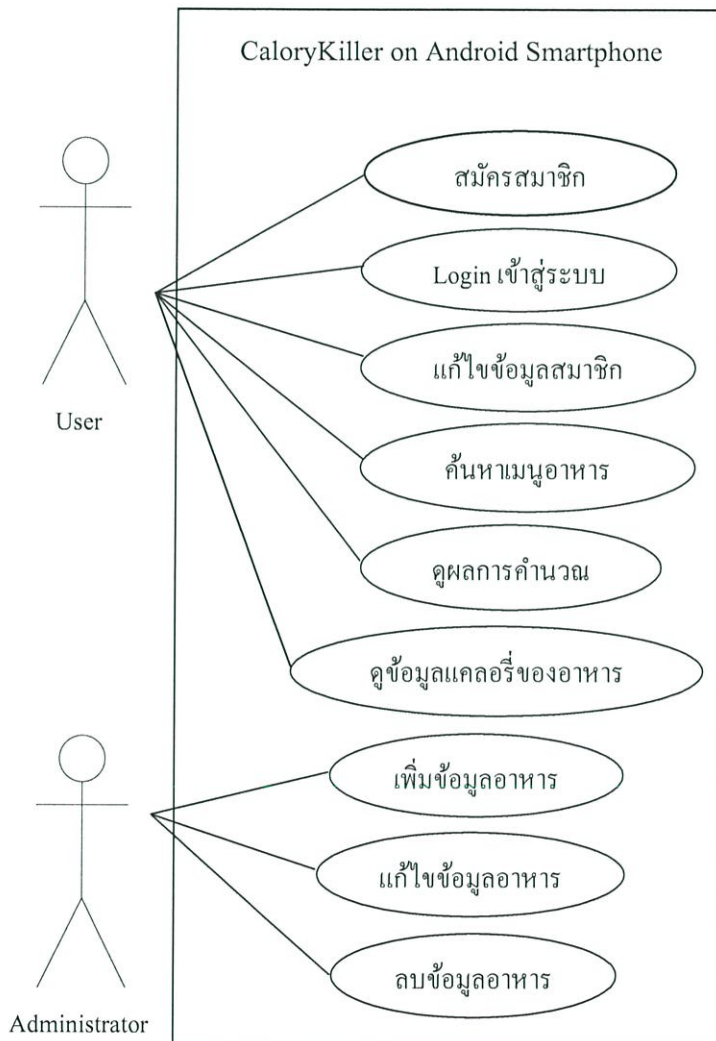 CaloryKiller on Android Smartphone
สมัครสมาชิก
Login เข้าสู่ระบบ
แก้ไขข้อมูลสมาชิก
User
ค้นหาเมนูอาหาร
ดูผลการคำนวณ
ดูข้อมูลแคลอรี่ของอาหาร
เพิ่มข้อมูลอาหาร
แก้ไขข้อมูลอาหาร
ลบข้อมูลอาหาร
Administrator